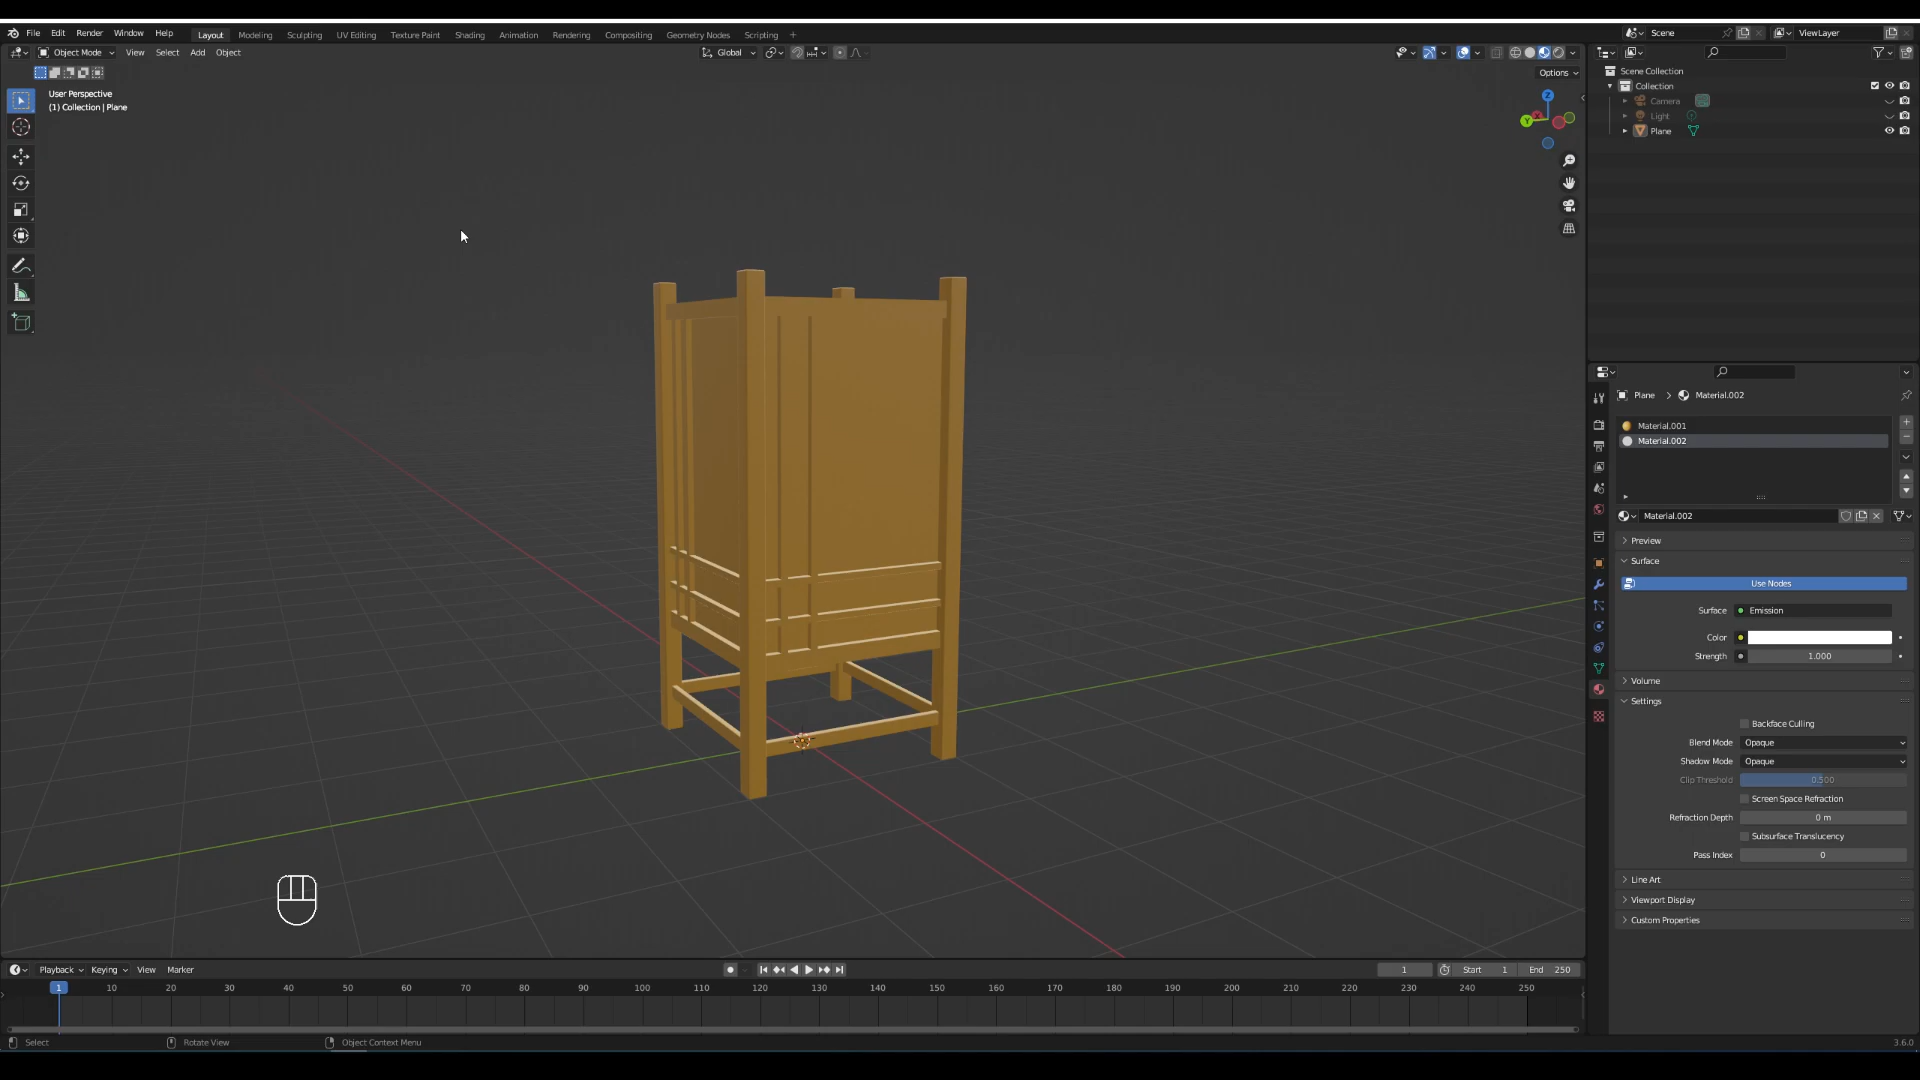 File Edit Render Window Help Layout Modeling Sculpting UV Editing Texture Paint Shading Animation Rendering Compositing Geometry Nodes Scripting + Scene ViewLayer
Object Mode View Select Add Object Global
Options
User Perspective
(1) Collection | Plane
Z
Y
Scene Collection
Collection
Camera
Light
Plane
Plane > Material.002
Material.001
Material.002
Material.002
Preview
Surface
Use Nodes
Surface Emission
Color
Strength 1.000
Volume
Settings
Backface Culling
Blend Mode Opaque
Shadow Mode Opaque
Clip Threshold 0.500
Screen Space Refraction
Refraction Depth 0 m
Subsurface Translucency
Pass Index 0
Line Art
Viewport Display
Custom Properties
Playback Keying View Marker 1 Start 1 End 250
1 10 20 30 40 50 60 70 80 90 100 110 120 130 140 150 160 170 180 190 200 210 220 230 240 250
Select Rotate View Object Context Menu 3.6.0